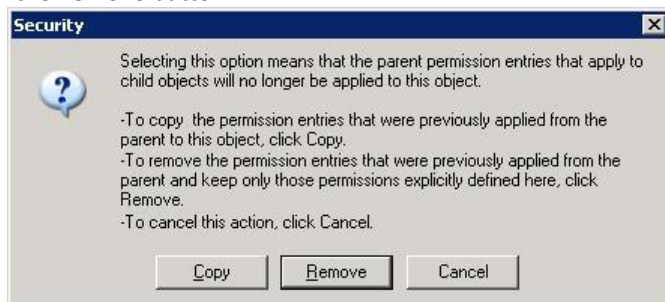 Security
Selecting this option means that the parent permission entries that apply to
child objects will no longer be applied to this object.
-To copy the permission entries that were previously applied from the
parent to this object, click Copy.
-To remove the permission entries that were previously applied from the
parent and keep only those permissions explicitly defined here, click
Remove.
-To cancel this action, click Cancel.
Copy Remove Cancel